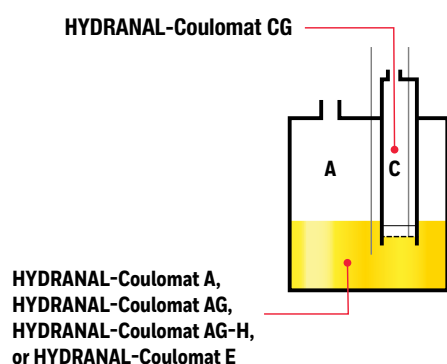 HYDRANAL-Coulomat CG
A
C
HYDRANAL-Coulomat A,
HYDRANAL-Coulomat AG,
HYDRANAL-Coulomat AG-H,
or HYDRANAL-Coulomat E